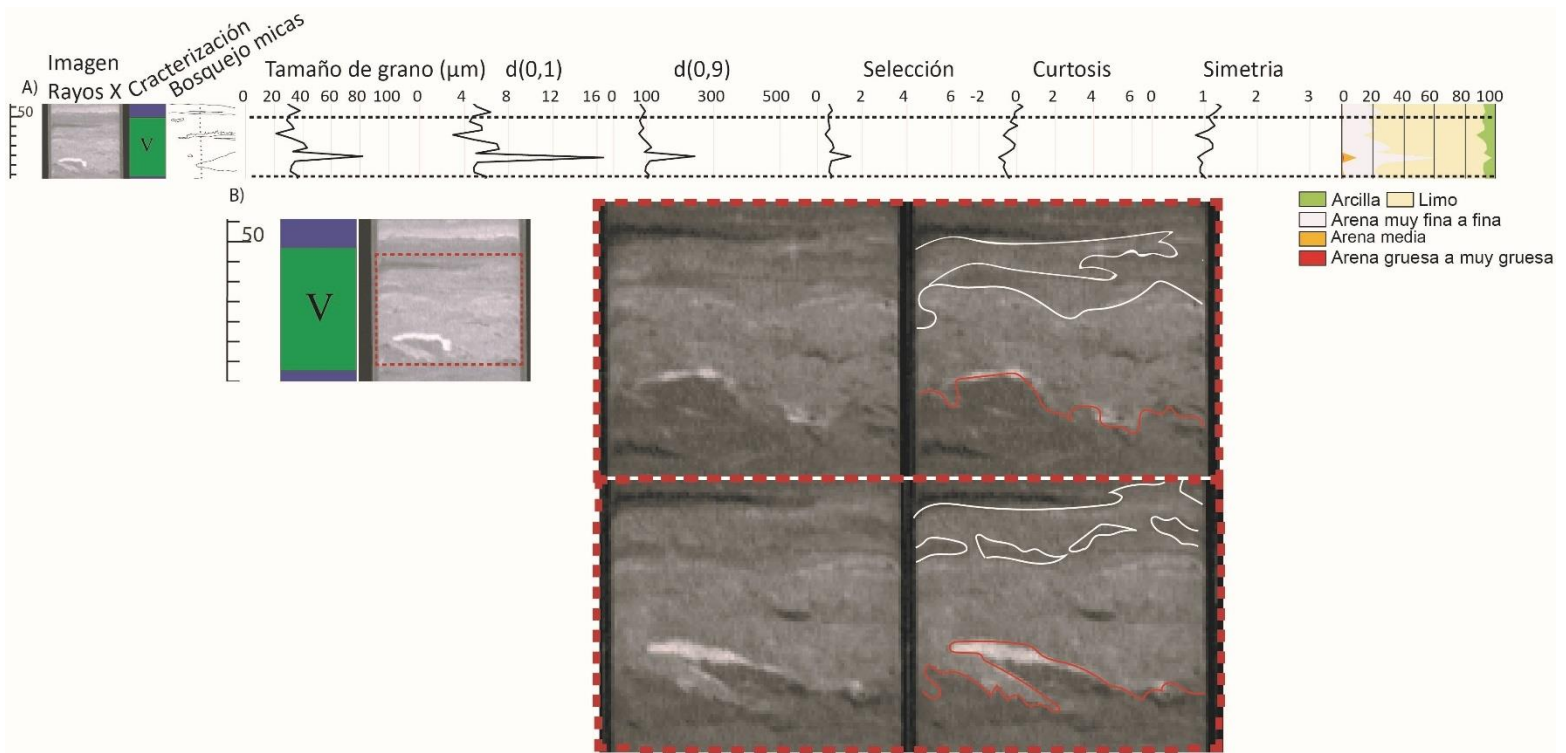 Imagen
Rayos X
Cracterización
Bosquejo micas
Tamaño de grano (µm)
d(0,1)
d(0,9)
Selección
Curtosis
Simetria
A)
0 20 40 60 80 100
0 4 8 12 16
0 100 300 500
0 2 4 6
-2 0 2 4 6
0 1 2 3
0 20 40 60 80 100
50
V
B)
50
V
Arcilla Limo
Arena muy fina a fina
Arena media
Arena gruesa a muy gruesa